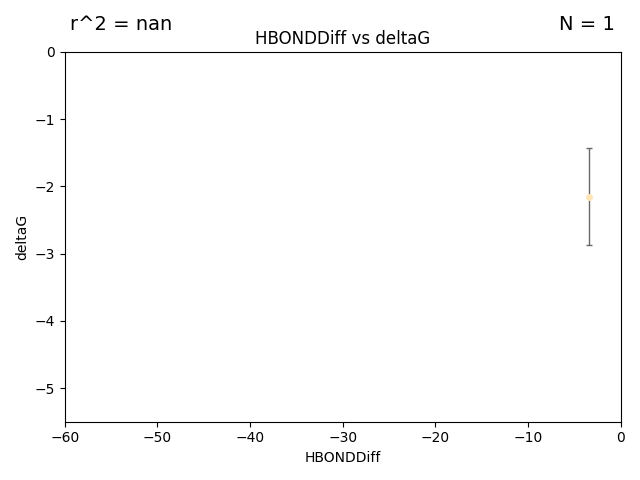 r^2 = nan
N = 1
HBONDDiff vs deltaG
0
−1
−2
−3
−4
−5
deltaG
−60
−50
−40
−30
−20
−10
0
HBONDDiff